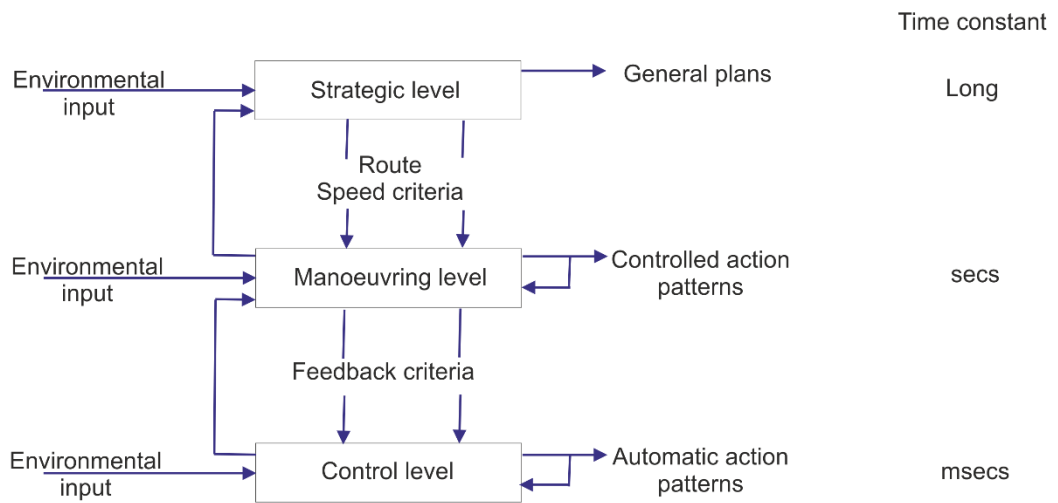 Time constant
Environmental
input
Strategic level
General plans
Long
Route
Speed criteria
Environmental
input
Manoeuvring level
Controlled action
patterns
secs
Feedback criteria
Environmental
input
Control level
Automatic action
patterns
msecs